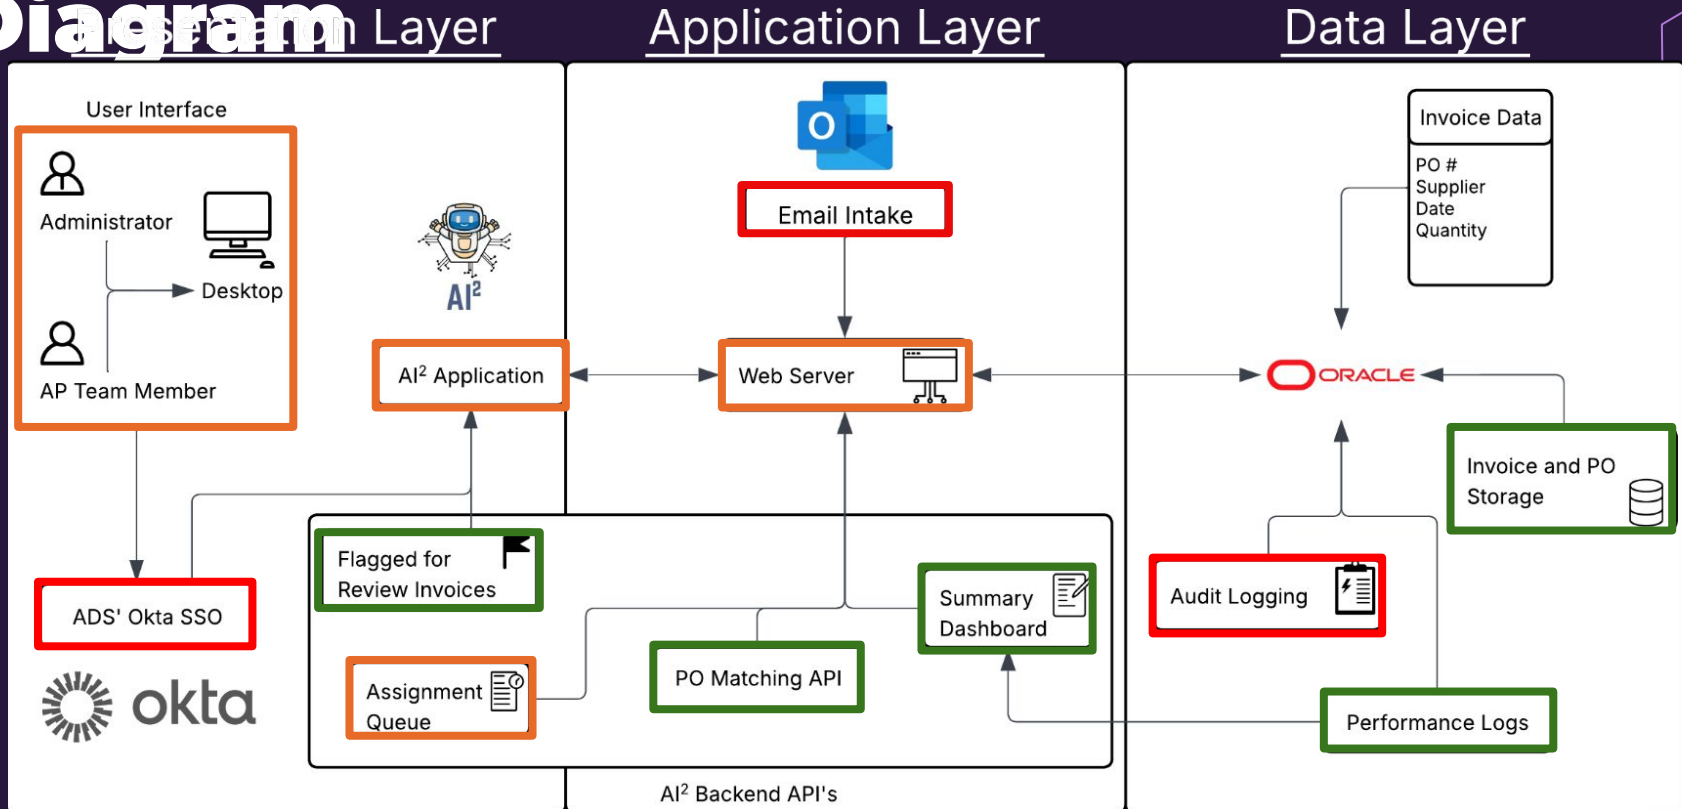 Diagram
Presentation Layer
Application Layer
Data Layer
User Interface
Administrator
Desktop
AP Team Member
AI²
AI² Application
ADS' Okta SSO
okta
O
Email Intake
Web Server
Flagged for
Review Invoices
Assignment
Queue
PO Matching API
Summary
Dashboard
AI² Backend API's
Invoice Data
PO #
Supplier
Date
Quantity
ORACLE
Invoice and PO
Storage
Audit Logging
Performance Logs